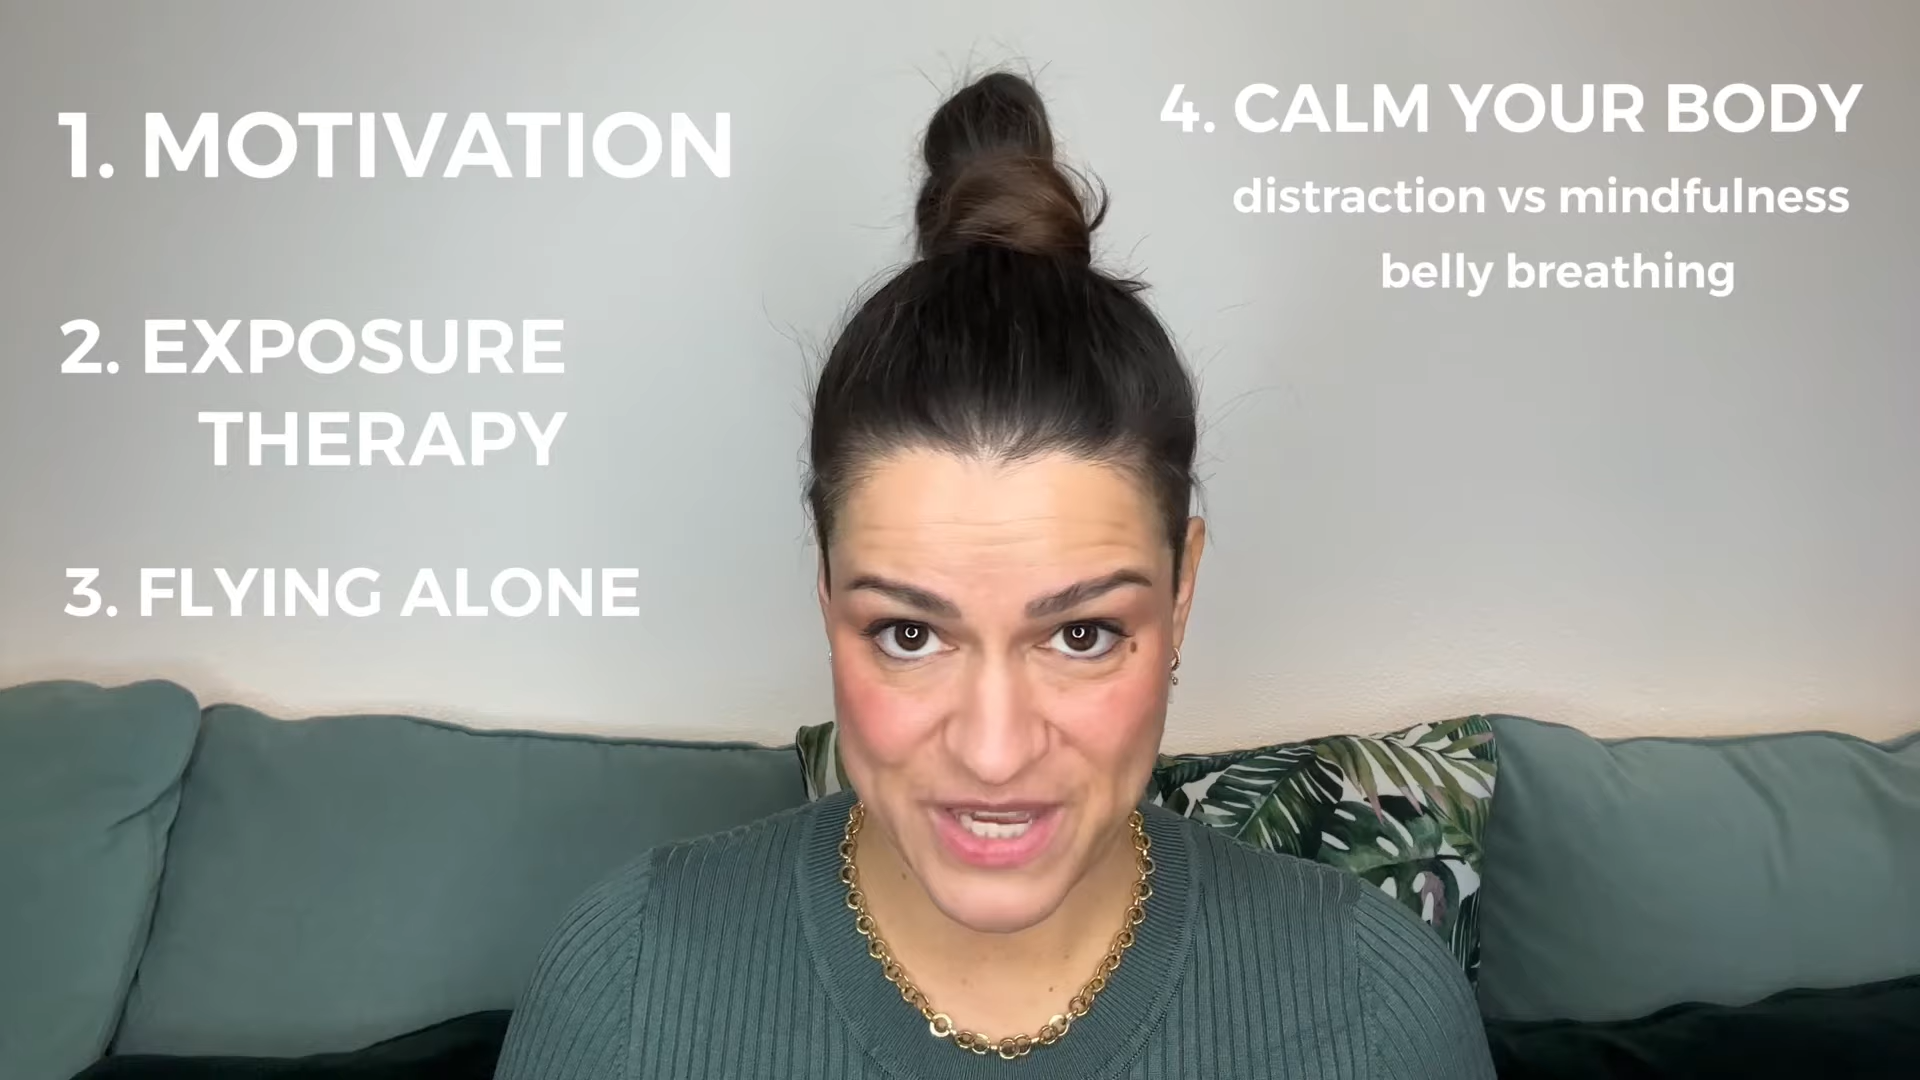 1. MOTIVATION
2. EXPOSURE
THERAPY
3. FLYING ALONE
4. CALM YOUR BODY
distraction vs mindfulness
belly breathing